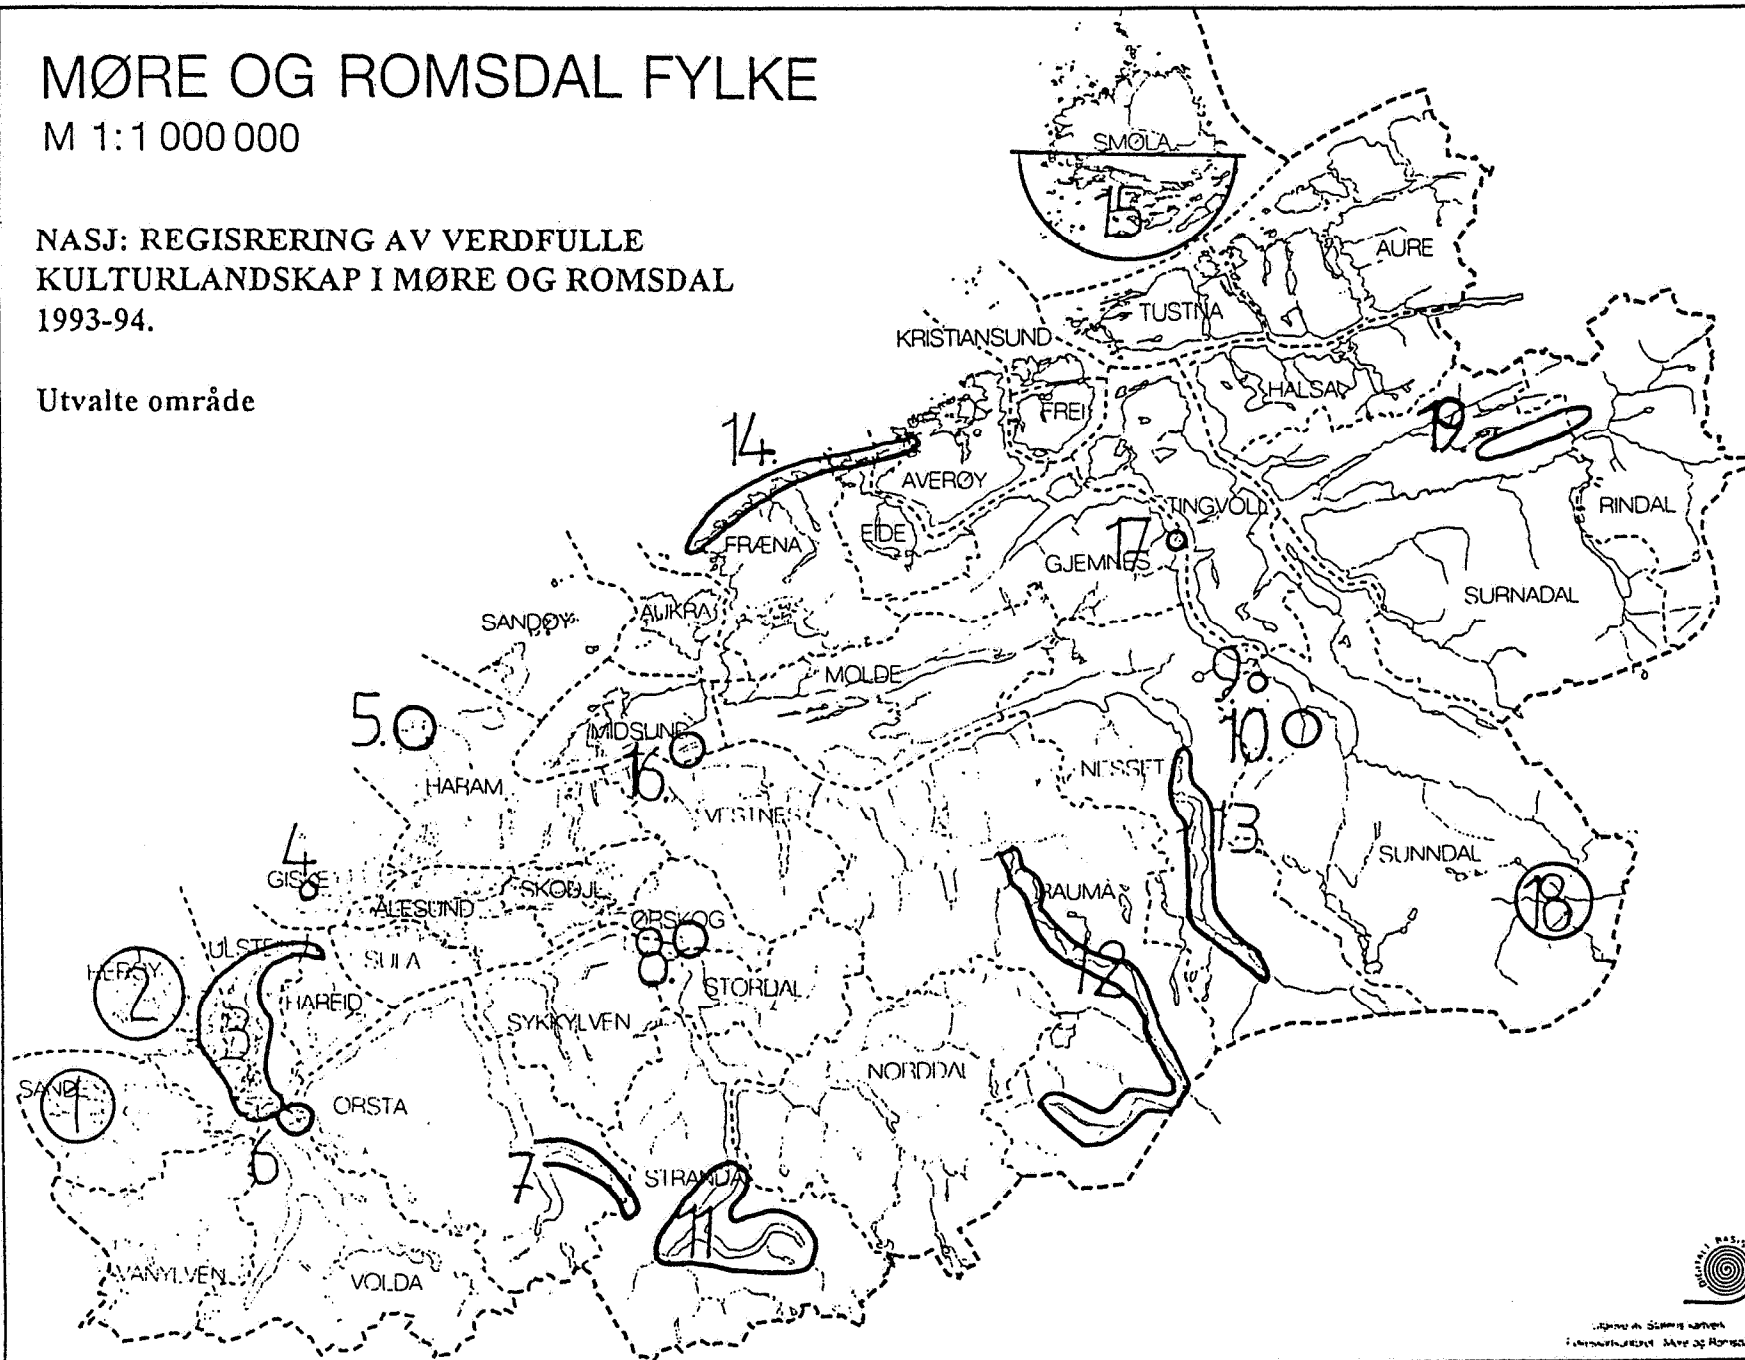 MØRE OG ROMSDAL FYLKE
M 1:1 000 000
NASJ: REGISRERING AV VERDFULLE
KULTURLANDSKAP I MØRE OG ROMSDAL
1993-94.
Utvalte område
SMØLA
15
AURE
TUSTNA
KRISTIANSUND
HALSA
FREI
19.
14.
AVERØY
RINDAL
TINGVOLL
EIDE
17
FRÆNA
GJEMNES
SURNADAL
AUKRA
SANDØY
9.
MOLDE
5.
MIDSUND
10.
16.
NESSET
HARAM
VESTNES
13
4
SUNNDAL
GISKE
SKODJE
RAUMA
18
ÅLESUND
ØRSKOG
ULSTEIN
SULA
HERØY
2
12
HAREID
STORDAL
3
SYKKYLVEN
NORDDAL
SANDE
1
ØRSTA
6
7
STRANDA
11
VANYLVEN
VOLDA